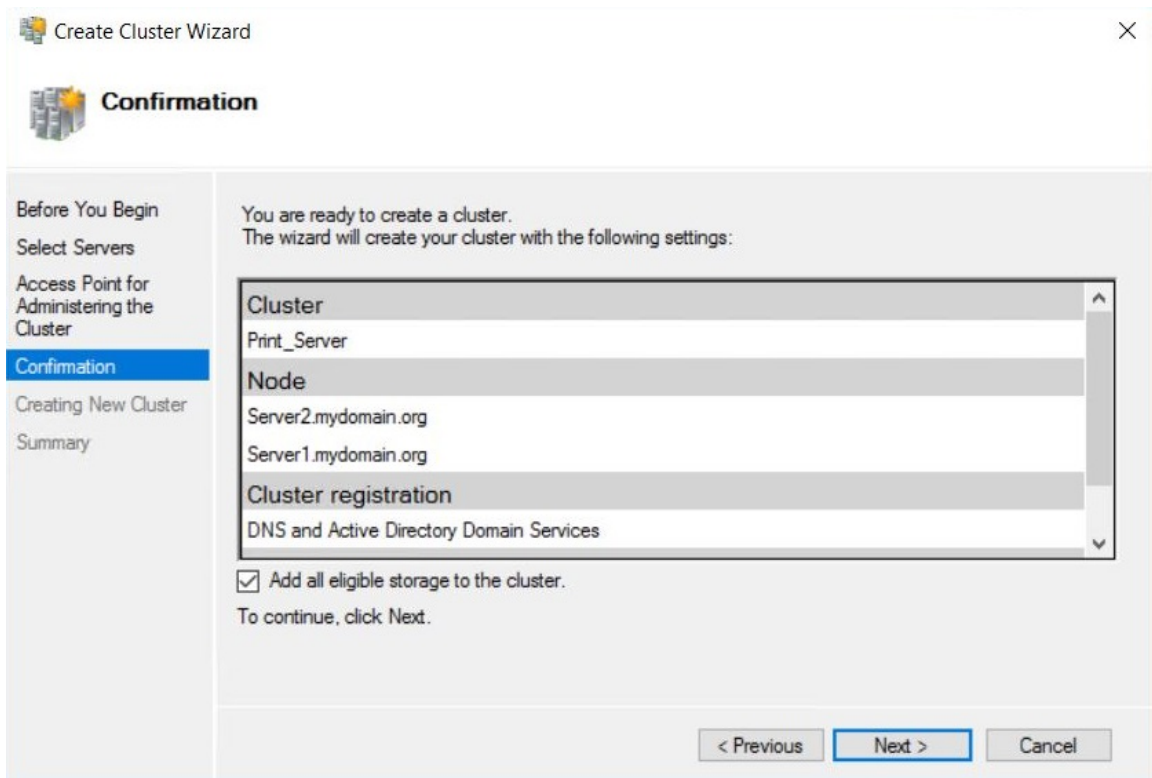 Create Cluster Wizard
Confirmation
Before You Begin
Select Servers
Access Point for
Administering the
Cluster
Confirmation
Creating New Cluster
Summary
You are ready to create a cluster.
The wizard will create your cluster with the following settings:
Cluster
Print_Server
Node
Server2.mydomain.org
Server1.mydomain.org
Cluster registration
DNS and Active Directory Domain Services
Add all eligible storage to the cluster.
To continue, click Next.
< Previous
Next >
Cancel